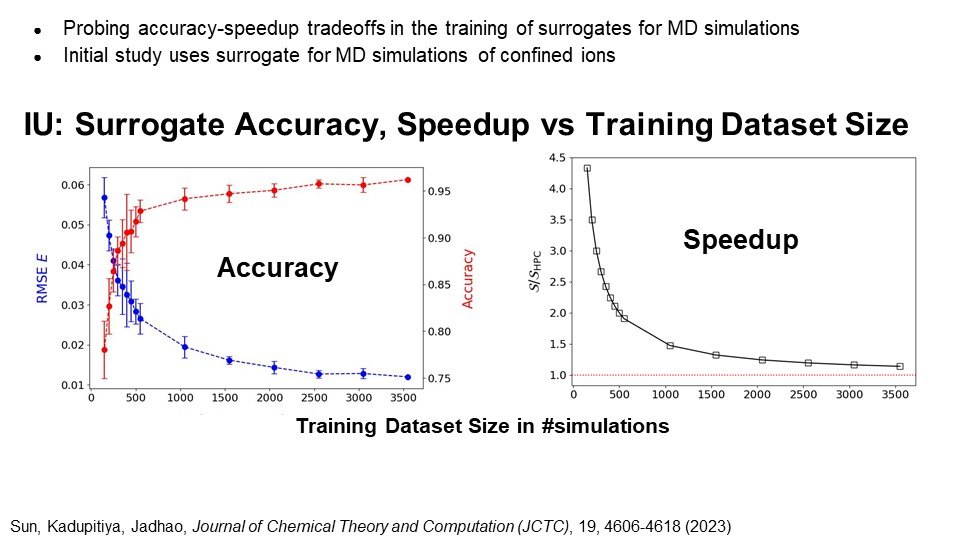 • Probing accuracy-speedup tradeoffs in the training of surrogates for MD simulations
• Initial study uses surrogate for MD simulations of confined ions
IU: Surrogate Accuracy, Speedup vs Training Dataset Size
0.06
0.05
0.04
0.03
0.02
0.01
RMSE E
0 500 1000 1500 2000 2500 3000 3500
Accuracy
0.95
0.90
0.85
0.80
0.75
Accuracy
4.5
4.0
3.5
3.0
2.5
2.0
1.5
1.0
S/S_HPC
Speedup
0 500 1000 1500 2000 2500 3000 3500
Training Dataset Size in #simulations
Sun, Kadupitiya, Jadhao, Journal of Chemical Theory and Computation (JCTC), 19, 4606-4618 (2023)